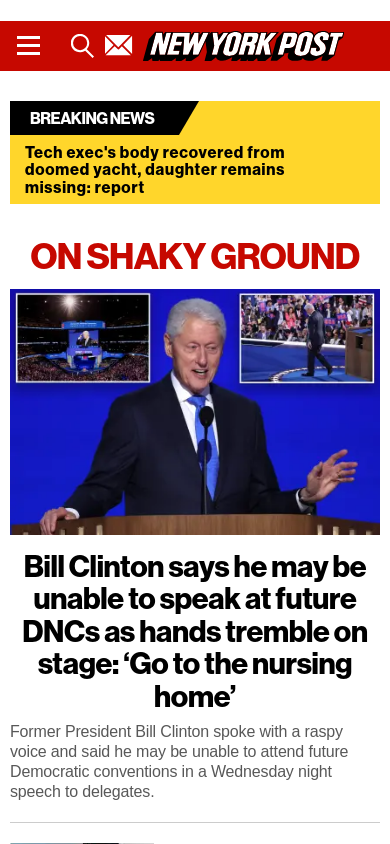 NEW YORK POST
BREAKING NEWS
Tech exec's body recovered from
doomed yacht, daughter remains
missing: report
ON SHAKY GROUND
Bill Clinton says he may be
unable to speak at future
DNCs as hands tremble on
stage: ‘Go to the nursing
home’
Former President Bill Clinton spoke with a raspy
voice and said he may be unable to attend future
Democratic conventions in a Wednesday night
speech to delegates.